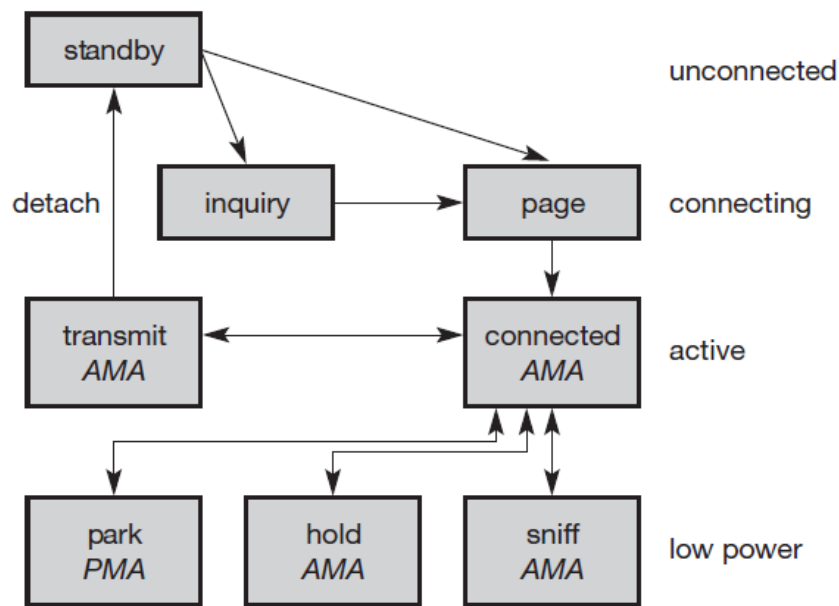 standby
unconnected
detach
inquiry
page
connecting
transmit
AMA
connected
AMA
active
park
PMA
hold
AMA
sniff
AMA
low power